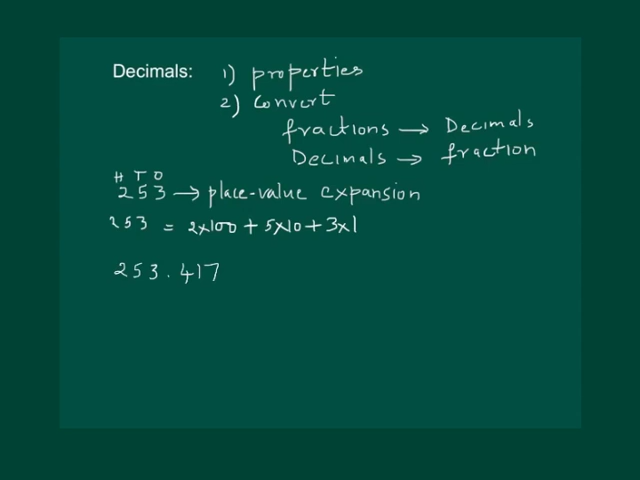 Decimals: 1) properties
2) Convert
fractions → Decimals
Decimals → fraction
H T O
253 → place-value expansion
253 = 2x100 + 5x10 + 3x1
253.417